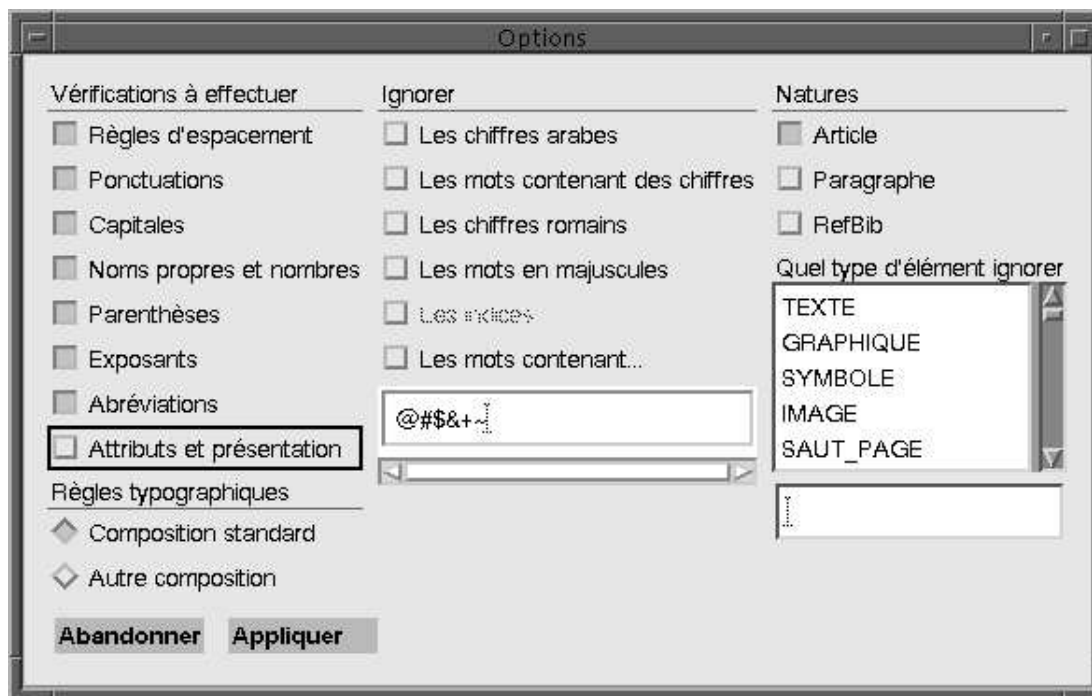 Options
Vérifications à effectuer
Règles d'espacement
Ponctuations
Capitales
Noms propres et nombres
Parenthèses
Exposants
Abréviations
Attributs et présentation
Règles typographiques
Composition standard
Autre composition
Abandonner Appliquer
Ignorer
Les chiffres arabes
Les mots contenant des chiffres
Les chiffres romains
Les mots en majuscules
Les indices
Les mots contenant...
@#$&+~
Natures
Article
Paragraphe
RefBib
Quel type d'élément ignorer
TEXTE
GRAPHIQUE
SYMBOLE
IMAGE
SAUT_PAGE